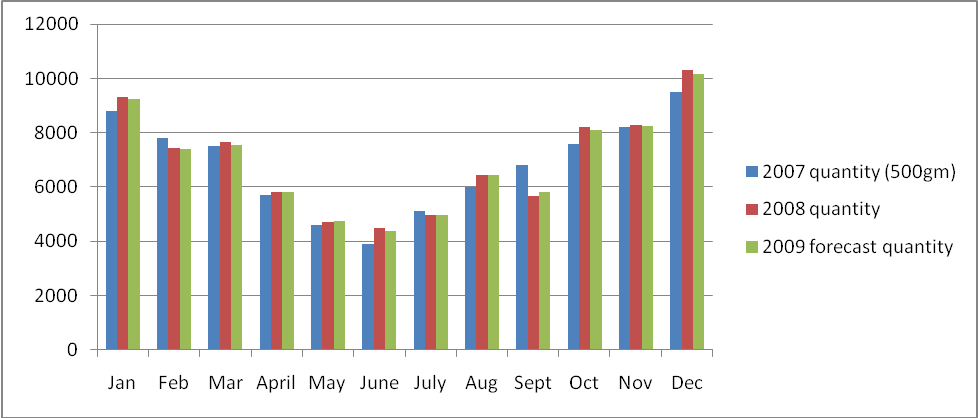 12000
10000
8000
6000
4000
2000
0
Jan Feb Mar April May June July Aug Sept Oct Nov Dec
2007 quantity (500gm)
2008 quantity
2009 forecast quantity